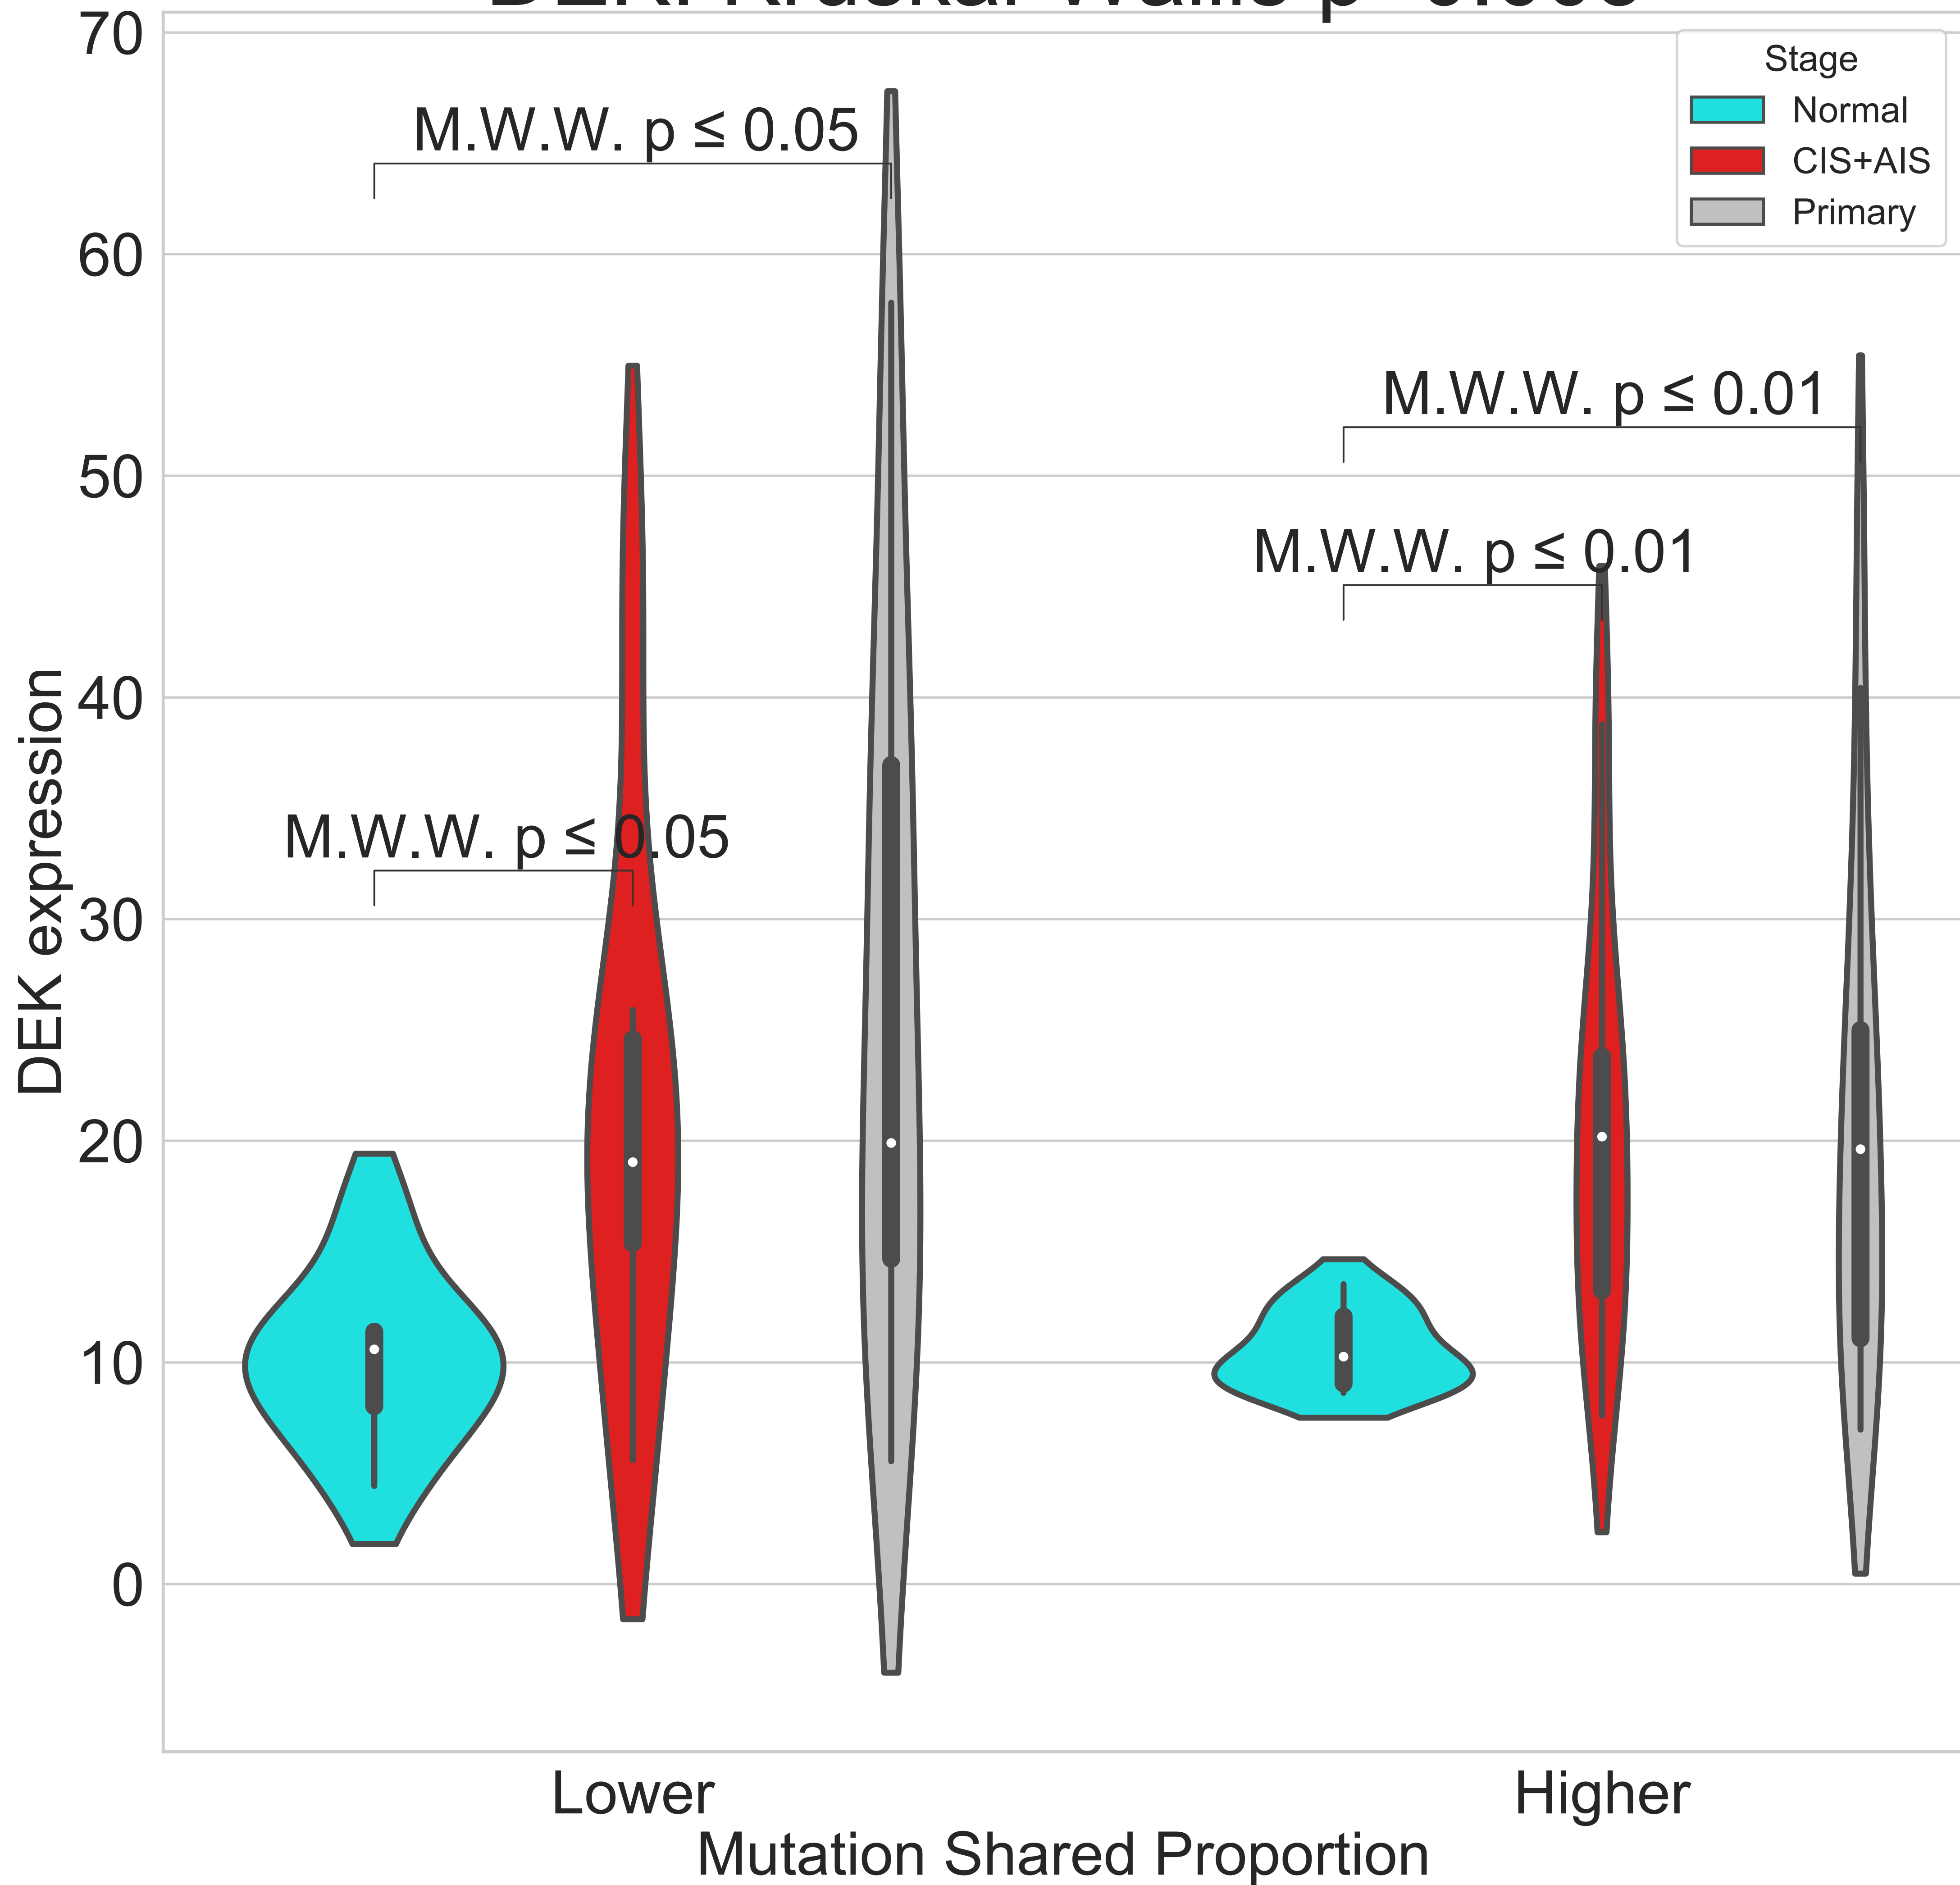 70
M.W.W. p ≤ 0.05
Stage
Normal
CIS+AIS
Primary
60
M.W.W. p ≤ 0.01
50
M.W.W. p ≤ 0.01
40
M.W.W. p ≤ 0.05
30
DEK expression
20
10
0
Lower
Higher
Mutation Shared Proportion